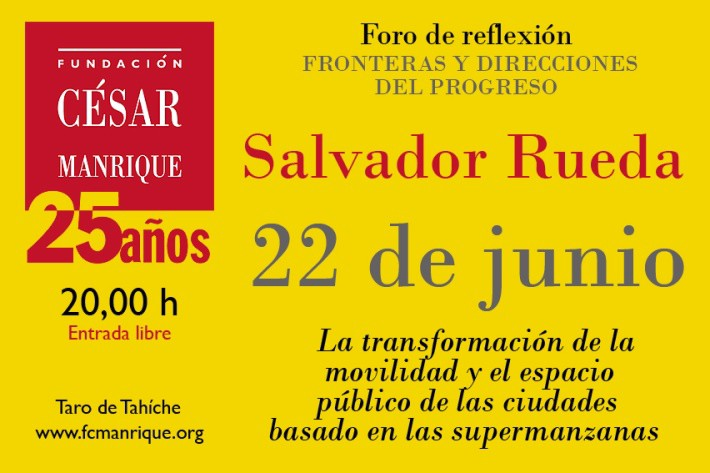 FUNDACIÓN
CÉSAR
MANRIQUE
25años
20,00 h
Entrada libre
Taro de Tahíche
www.fcmanrique.org
Foro de reflexión
FRONTERAS Y DIRECCIONES
DEL PROGRESO
Salvador Rueda
22 de junio
La transformación de la
movilidad y el espacio
público de las ciudades
basado en las supermanzanas